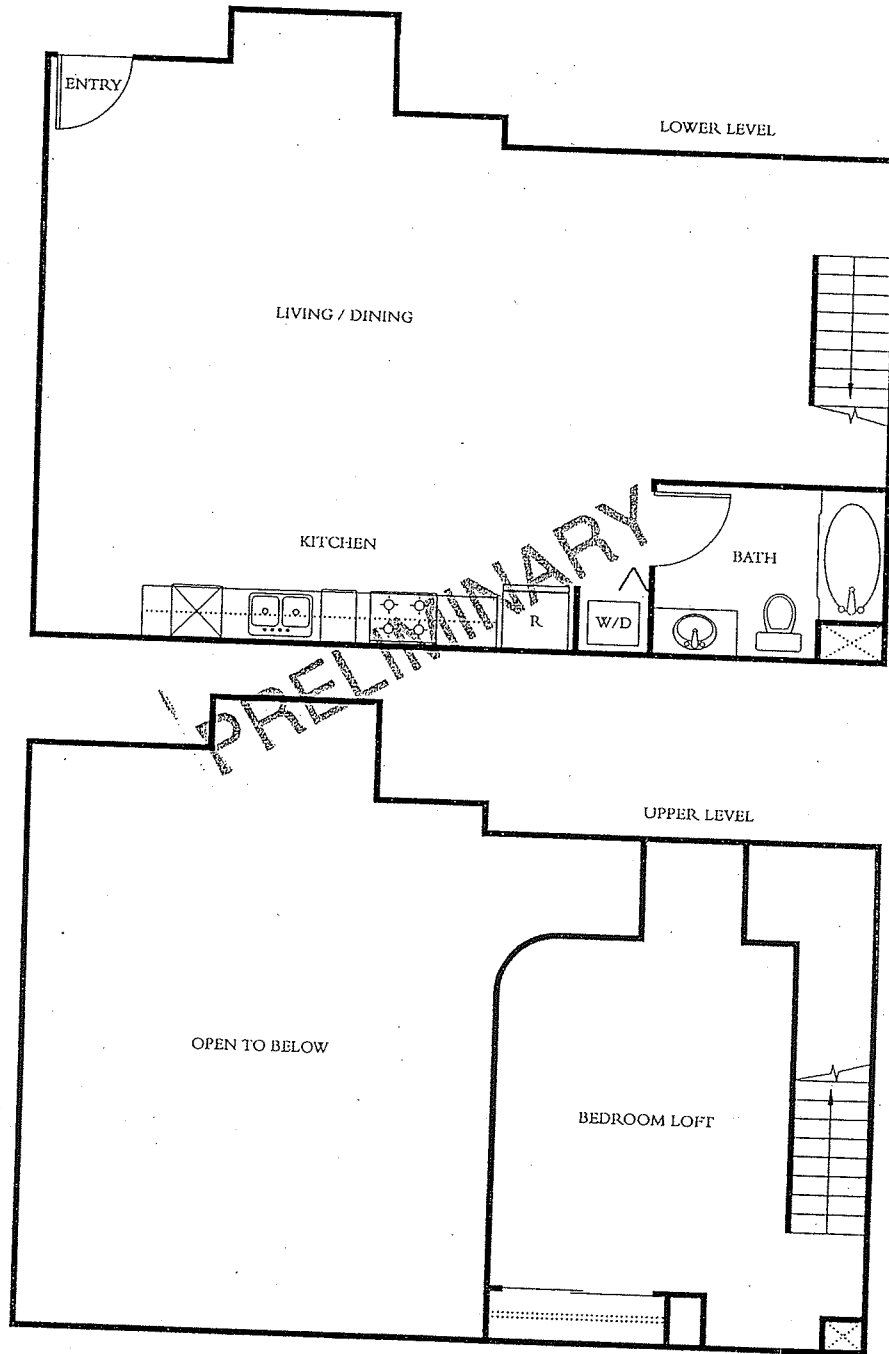 ENTRY
LOWER LEVEL
LIVING / DINING
KITCHEN
BATH
R
W/D
PRELIMINARY
UPPER LEVEL
OPEN TO BELOW
BEDROOM LOFT